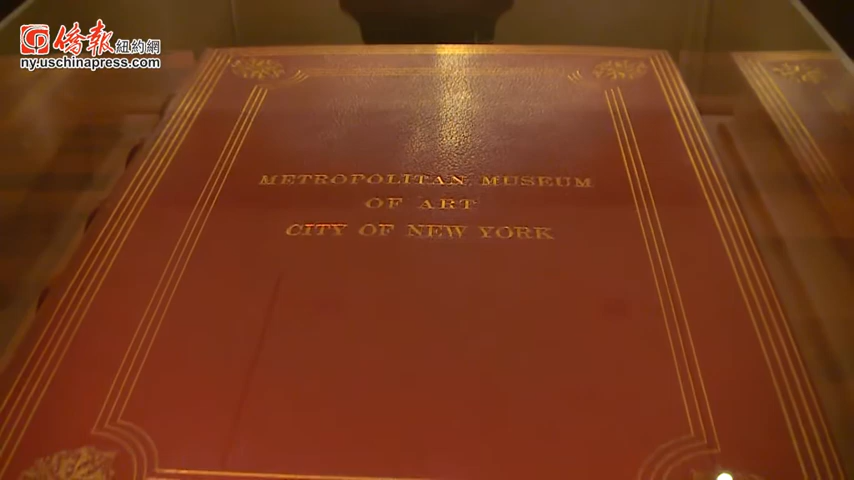 僑報紐約網
ny.uschinapress.com
METROPOLITAN MUSEUM
OF ART
CITY OF NEW YORK